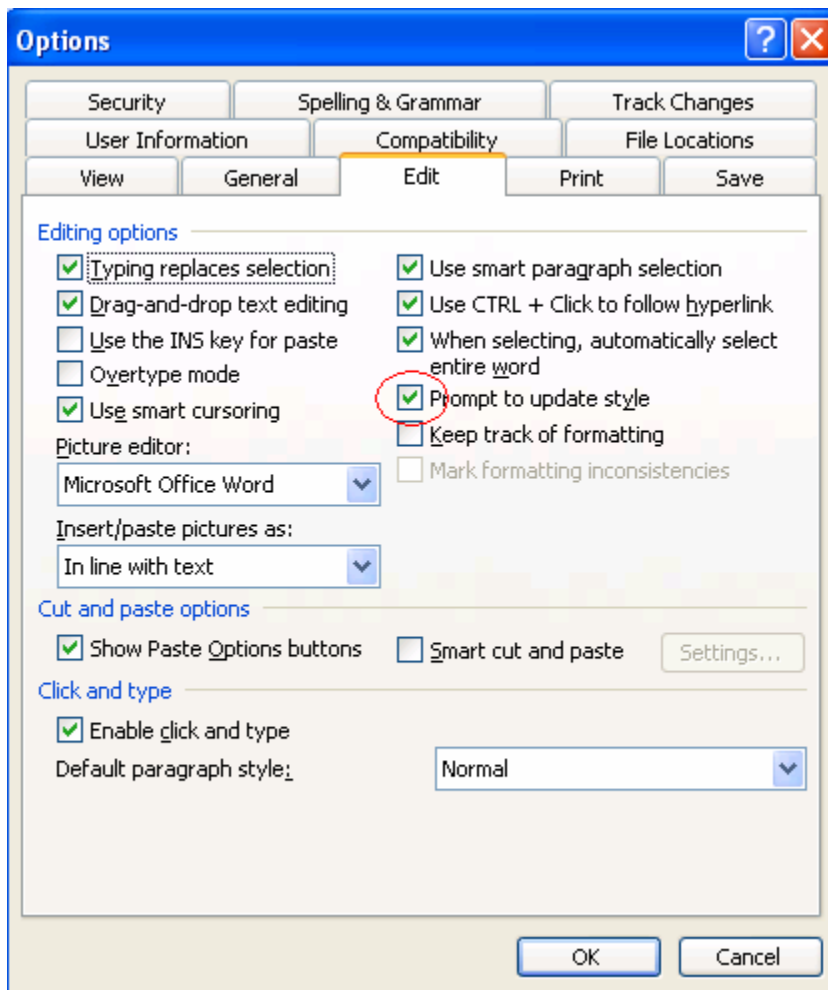 Options
Security Spelling & Grammar Track Changes
User Information Compatibility File Locations
View General Edit Print Save
Editing options
Typing replaces selection
Drag-and-drop text editing
Use the INS key for paste
Overtype mode
Use smart cursoring
Picture editor:
Microsoft Office Word
Insert/paste pictures as:
In line with text
Use smart paragraph selection
Use CTRL + Click to follow hyperlink
When selecting, automatically select
entire word
Prompt to update style
Keep track of formatting
Mark formatting inconsistencies
Cut and paste options
Show Paste Options buttons
Smart cut and paste
Settings...
Click and type
Enable click and type
Default paragraph style:
Normal
OK Cancel